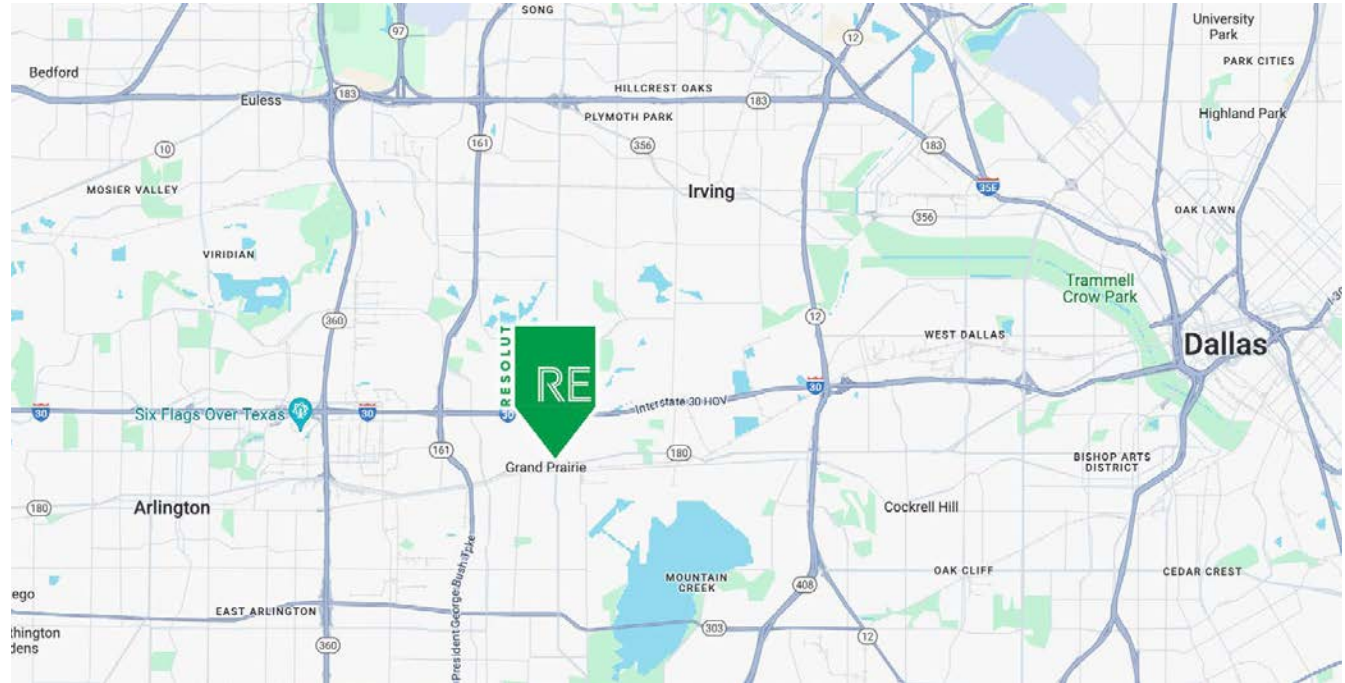 SONG
University
Park
97
12
Bedford
PARK CITIES
HILLCREST OAKS
Euless
183
183
Highland Park
PLYMOTH PARK
161
356
183
10
MOSIER VALLEY
Irving
35E
OAK LAWN
356
VIRIDIAN
Trammell
Crow Park
360
12
WEST DALLAS
Dallas
RESOLUT
RE
30
Interstate 30 HOV
30
Six Flags Over Texas
30
30
161
180
Grand Prairie
BISHOP ARTS
DISTRICT
180
Arlington
Cockrell Hill
President George Bush Tpke
MOUNTAIN
CREEK
408
OAK CLIFF
CEDAR CREST
ego
EAST ARLINGTON
303
12
thington
dens
360